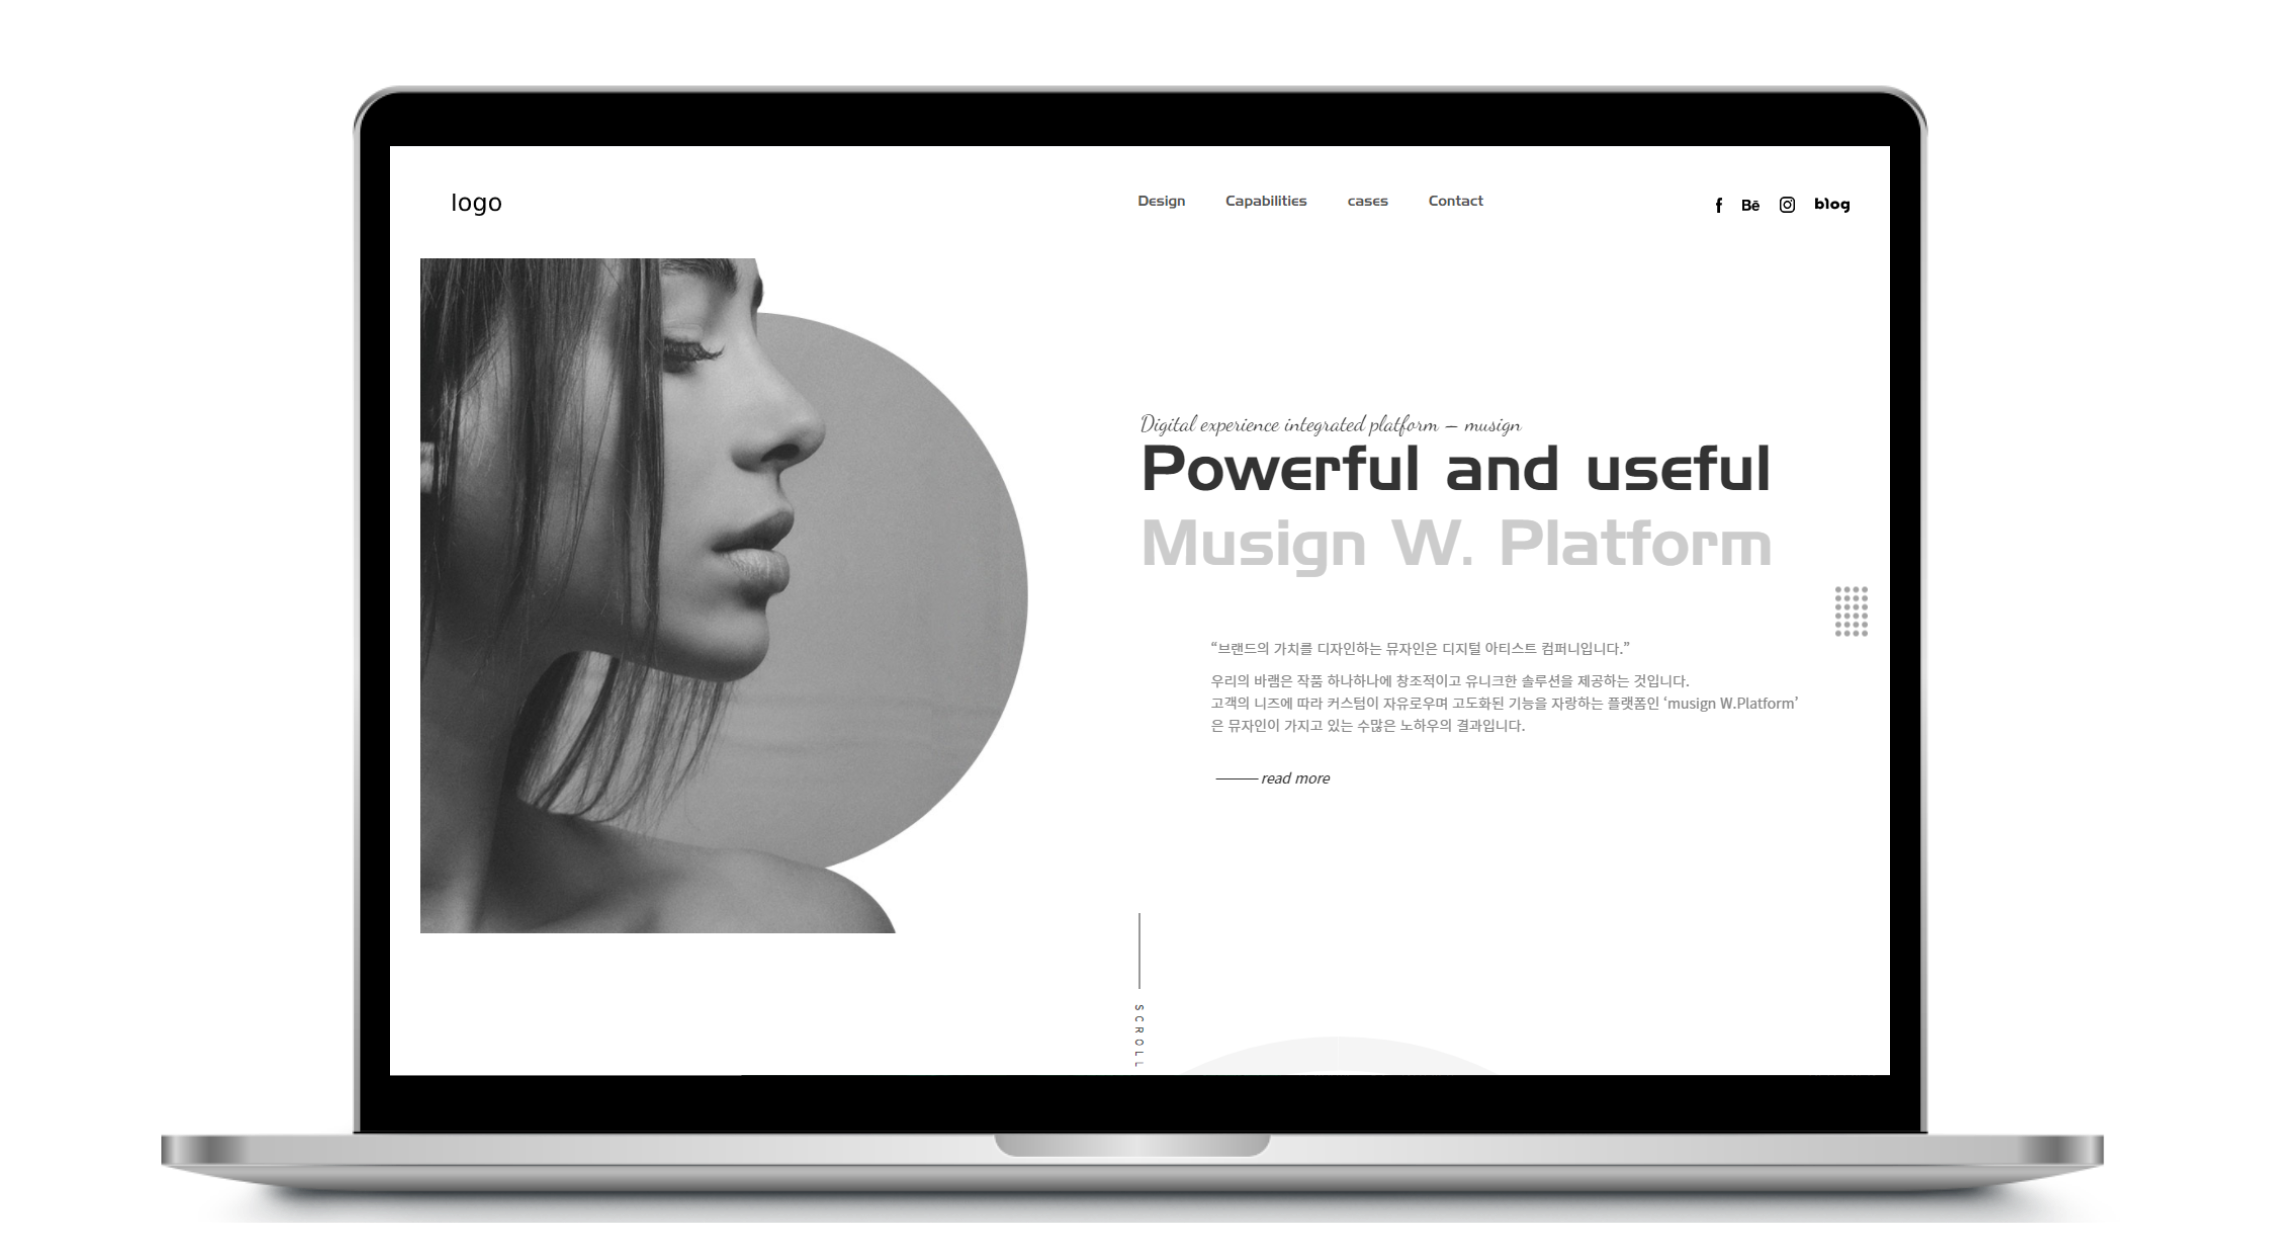 logo
Design Capabilities cases Contact
f Bē blog
Digital experience integrated platform – musign
Powerful and useful
Musign W. Platform
“브랜드의 가치를 디자인하는 뮤자인은 디지털 아티스트 컴퍼니입니다.”
우리의 바램은 작품 하나하나에 창조적이고 유니크한 솔루션을 제공하는 것입니다.
고객의 니즈에 따라 커스텀이 자유로우며 고도화된 기능을 자랑하는 플랫폼인 ‘musign W.Platform’
은 뮤자인이 가지고 있는 수많은 노하우의 결과입니다.
read more
SCROLL